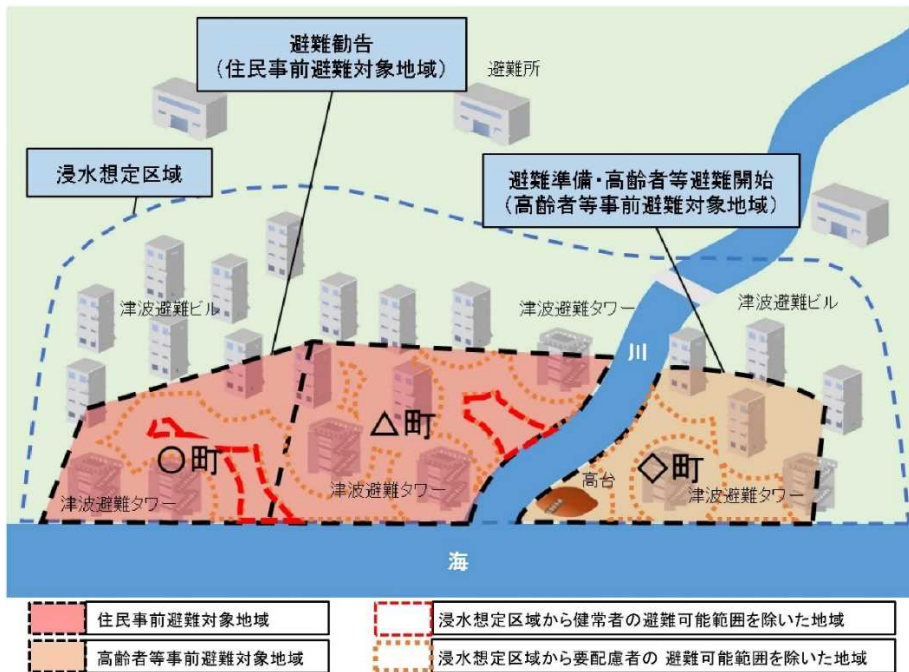 避難勧告
(住民事前避難対象地域)
避難所
浸水想定区域
避難準備・高齢者等避難開始
(高齢者等事前避難対象地域)
津波避難ビル
津波避難タワー
津波避難ビル
川
△町
○町
◇町
高台
津波避難タワー
津波避難タワー
津波避難タワー
海
住民事前避難対象地域
浸水想定区域から健常者の避難可能範囲を除いた地域
高齢者等事前避難対象地域
浸水想定区域から要配慮者の 避難可能範囲を除いた地域